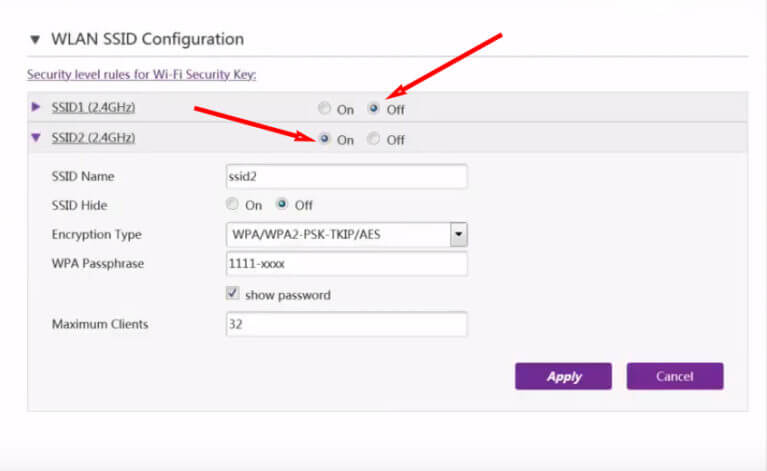 WLAN SSID Configuration
Security level rules for Wi-Fi Security Key:
SSID1 (2.4GHz) On Off
SSID2 (2.4GHz) On Off
SSID Name ssid2
SSID Hide On Off
Encryption Type WPA/WPA2-PSK-TKIP/AES
WPA Passphrase 1111-xxxx
show password
Maximum Clients 32
Apply Cancel